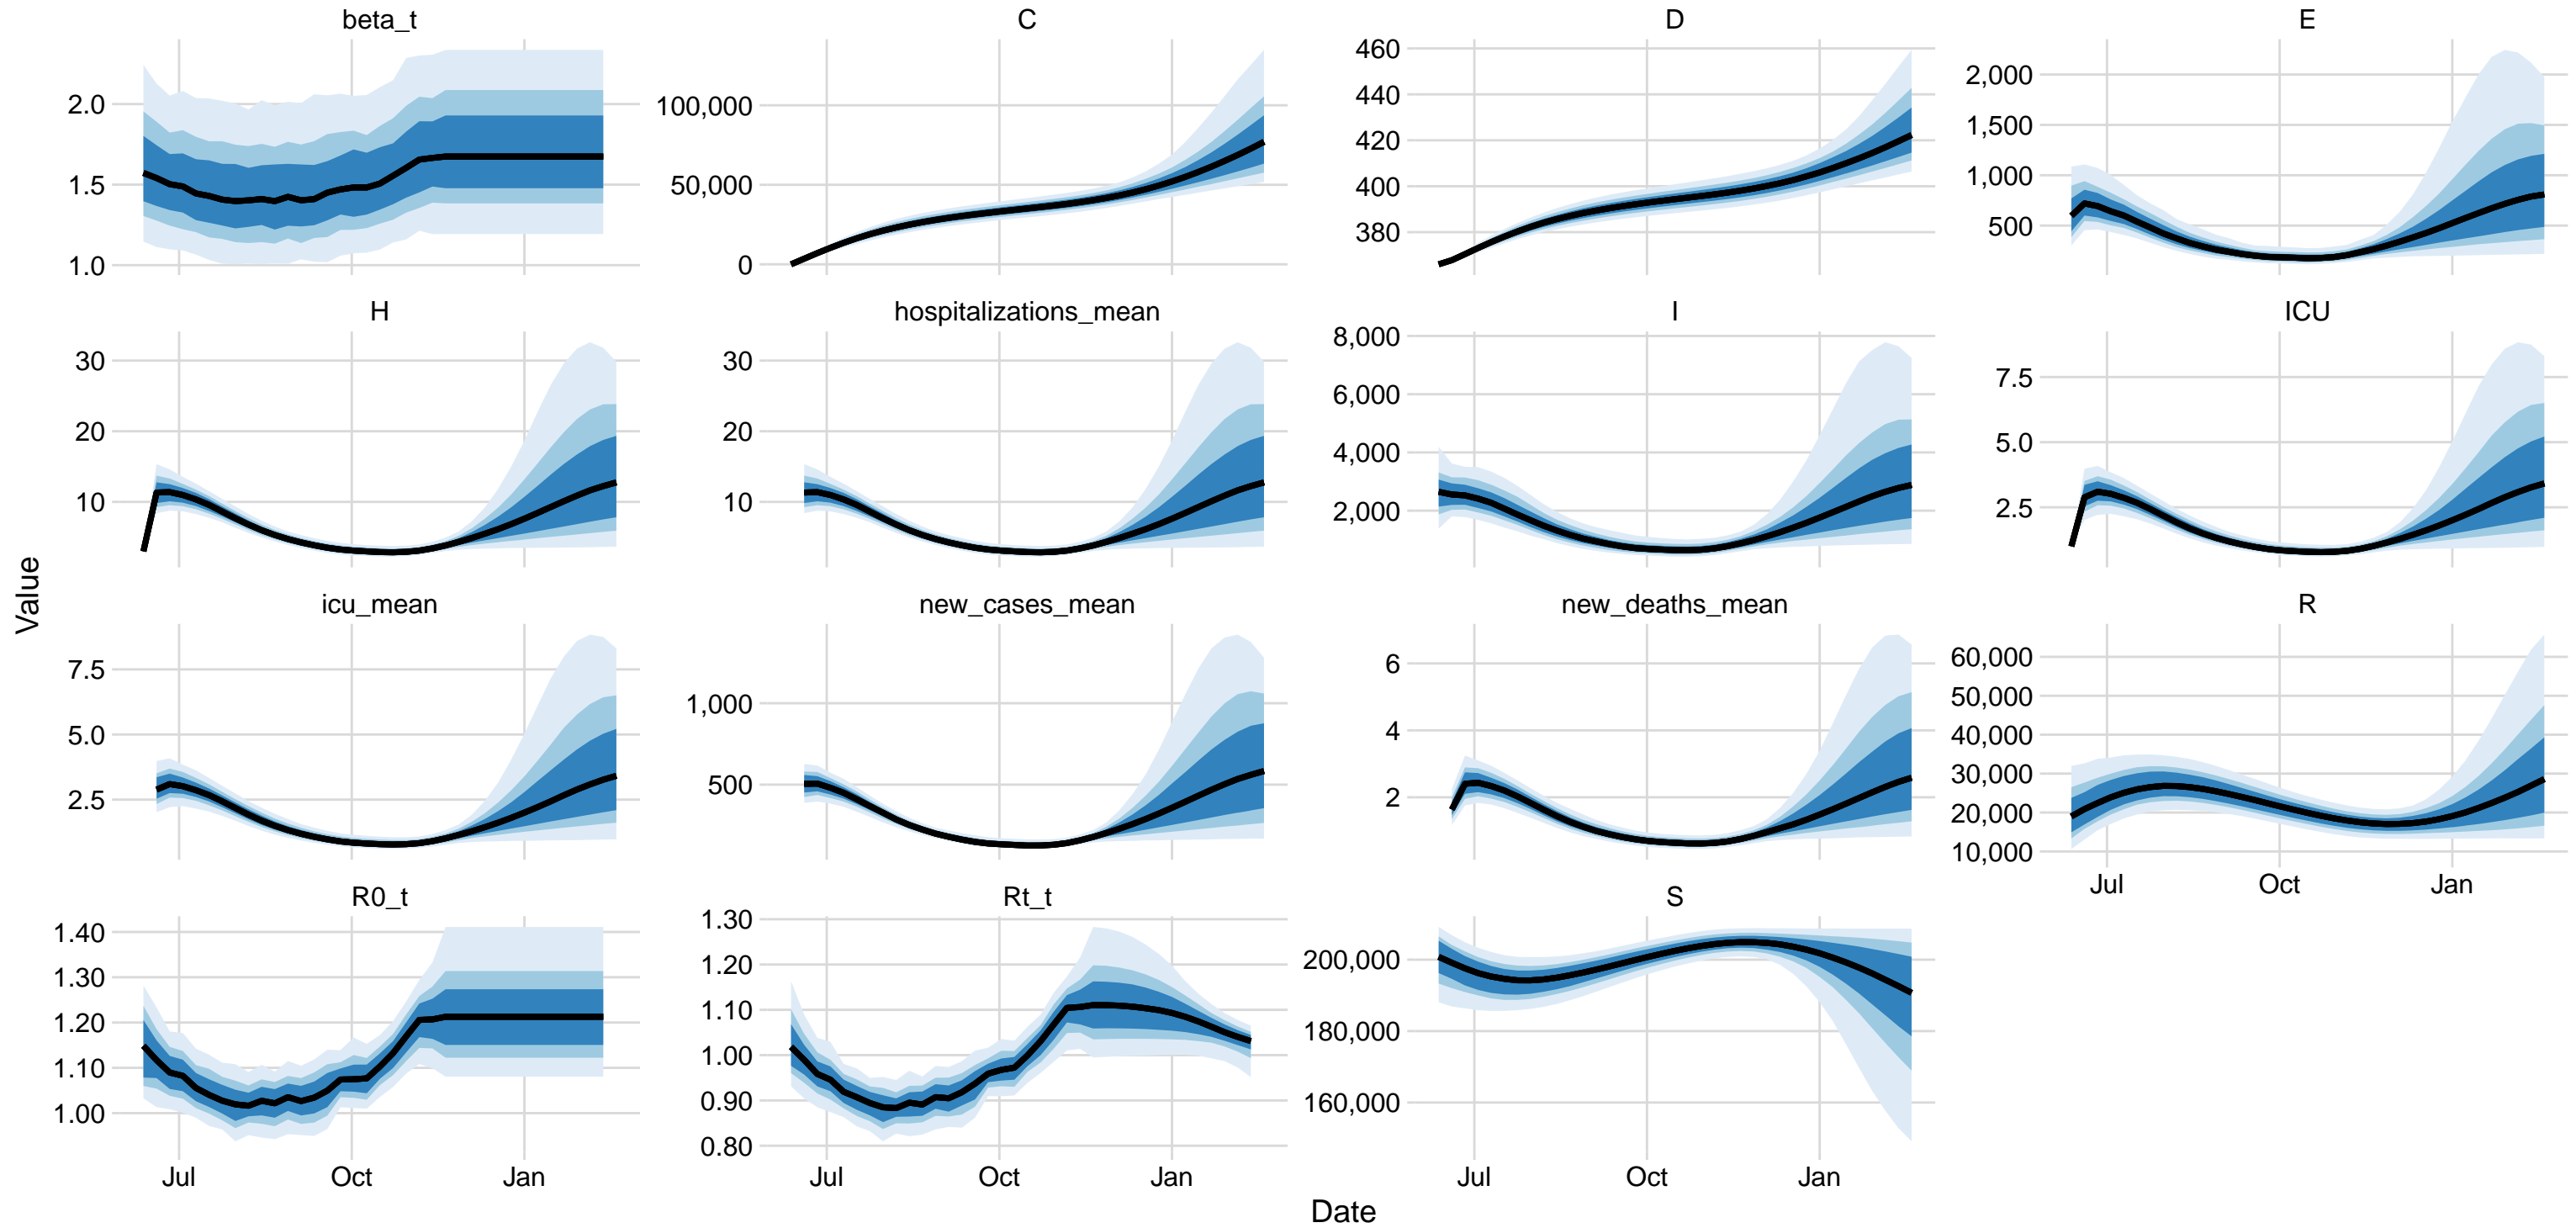 beta_t
C
D
E
2.0
1.5
1.0
100,000
50,000
0
460
440
420
400
380
2,000
1,500
1,000
500
H
hospitalizations_mean
I
ICU
30
20
10
30
20
10
8,000
6,000
4,000
2,000
7.5
5.0
2.5
Value
icu_mean
new_cases_mean
new_deaths_mean
R
7.5
5.0
2.5
1,000
500
6
4
2
60,000
50,000
40,000
30,000
20,000
10,000
Jul Oct Jan
R0_t
Rt_t
S
1.40
1.30
1.20
1.10
1.00
1.30
1.20
1.10
1.00
0.90
0.80
200,000
180,000
160,000
Jul Oct Jan
Jul Oct Jan
Jul Oct Jan
Date